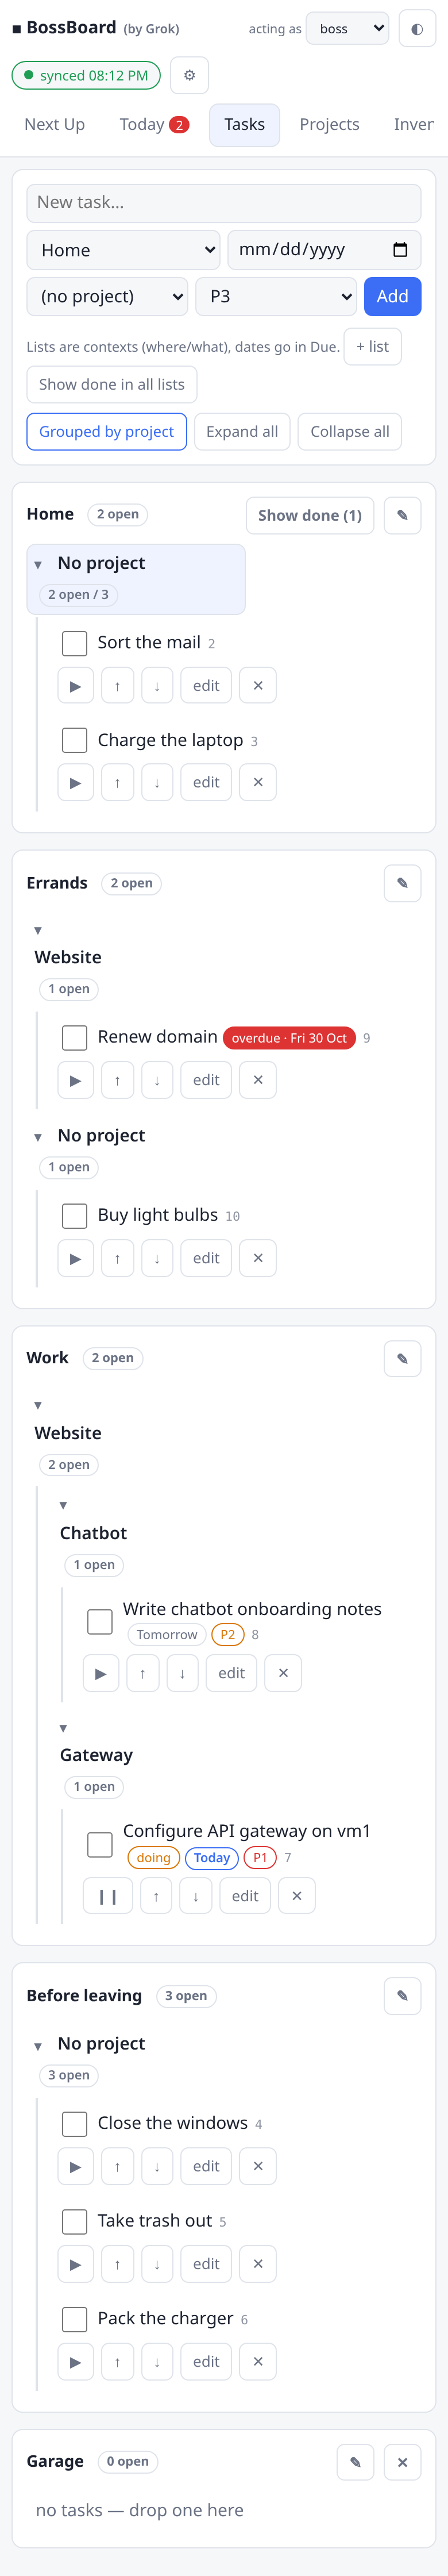 ■ BossBoard (by Grok) acting as boss ◐
synced 08:12 PM ⚙
Next Up Today 2 Tasks Projects Inver
New task...
Home mm/dd/yyyy
(no project) P3 Add
Lists are contexts (where/what), dates go in Due. + list
Show done in all lists
Grouped by project Expand all Collapse all
Home 2 open Show done (1) ✎
▾ No project
2 open / 3
Sort the mail 2
▶ ↑ ↓ edit ✕
Charge the laptop 3
▶ ↑ ↓ edit ✕
Errands 2 open ✎
▾
Website
1 open
Renew domain overdue · Fri 30 Oct 9
▶ ↑ ↓ edit ✕
▾ No project
1 open
Buy light bulbs 10
▶ ↑ ↓ edit ✕
Work 2 open ✎
▾
Website
2 open
▾
Chatbot
1 open
Write chatbot onboarding notes
Tomorrow P2 8
▶ ↑ ↓ edit ✕
▾
Gateway
1 open
Configure API gateway on vm1
doing Today P1 7
❙❙ ↑ ↓ edit ✕
Before leaving 3 open ✎
▾ No project
3 open
Close the windows 4
▶ ↑ ↓ edit ✕
Take trash out 5
▶ ↑ ↓ edit ✕
Pack the charger 6
▶ ↑ ↓ edit ✕
Garage 0 open ✎ ✕
no tasks — drop one here